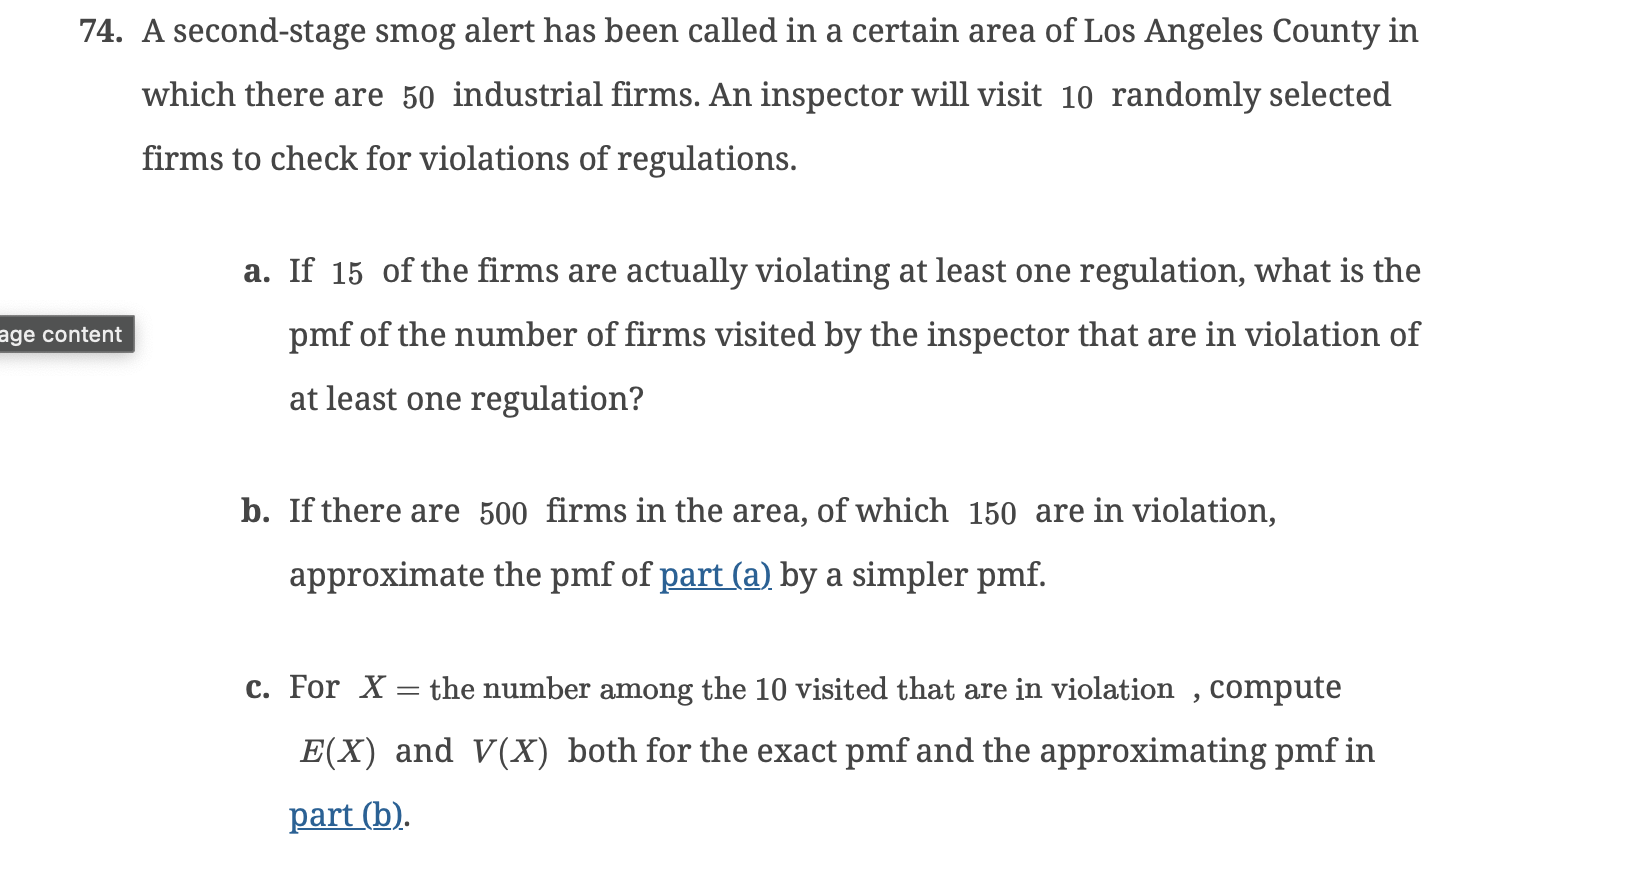 74. A second-stage smog alert has been called in a certain area of Los Angeles County in
which there are 50 industrial firms. An inspector will visit 10 randomly selected
firms to check for violations of regulations.
a. If 15 of the firms are actually violating at least one regulation, what is the
age content
pmf of the number of firms visited by the inspector that are in violation of
at least one regulation?
b. If there are 500 firms in the area, of which 150 are in violation,
approximate the pmf of part (a) by a simpler pmf.
c. For X = the number among the 10 visited that are in violation , compute
E(X) and V(X) both for the exact pmf and the approximating pmf in
part (b).